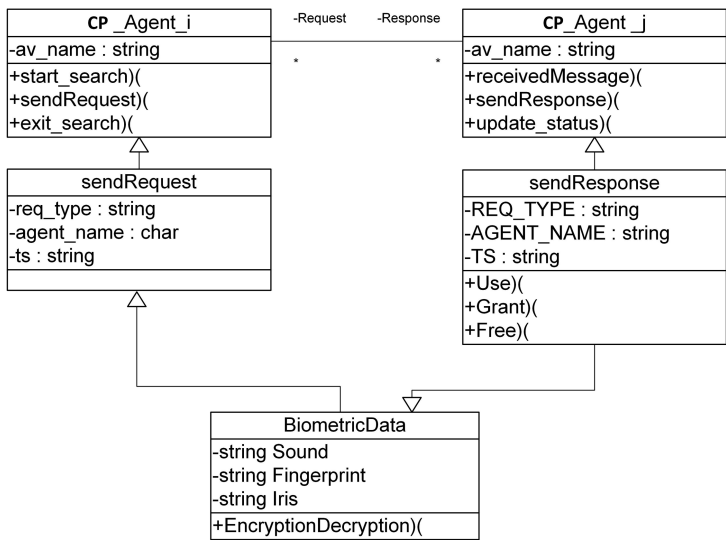 CP _Agent_i
-av_name : string
+start_search)(
+sendRequest)(
+exit_search)(
-Request
-Response
*
*
CP_Agent _j
-av_name : string
+receivedMessage)(
+sendResponse)(
+update_status)(
sendRequest
-req_type : string
-agent_name : char
-ts : string
sendResponse
-REQ_TYPE : string
-AGENT_NAME : string
-TS : string
+Use)(
+Grant)(
+Free)(
BiometricData
-string Sound
-string Fingerprint
-string Iris
+EncryptionDecryption)(